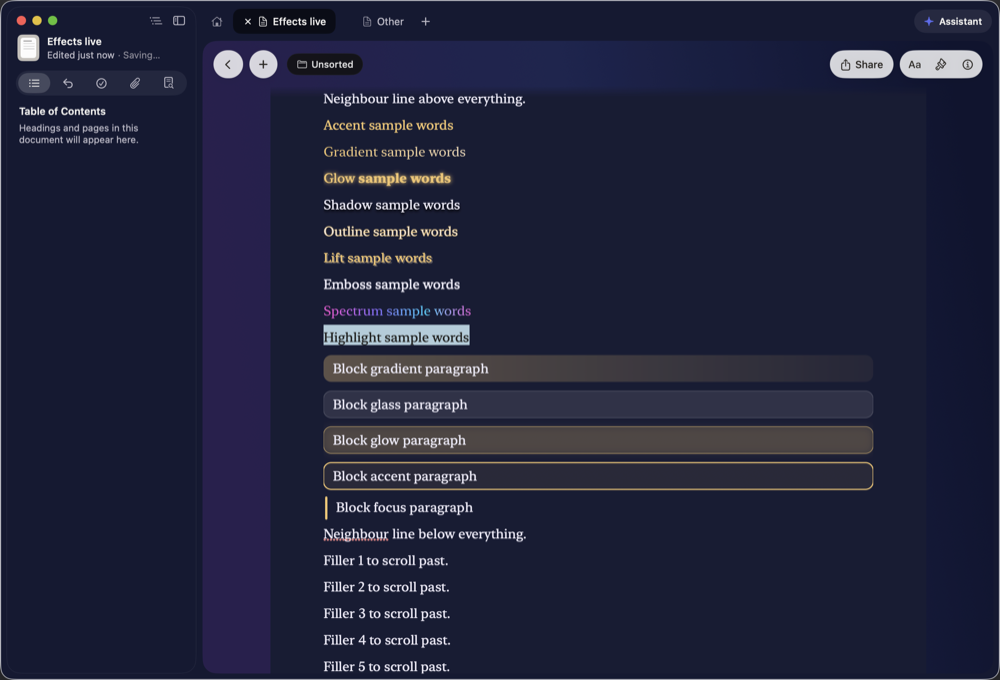 Effects live
Edited just now · Saving...
Table of Contents
Headings and pages in this
document will appear here.
Effects live
Other
Assistant
Unsorted
Share
Aa
Neighbour line above everything.
Accent sample words
Gradient sample words
Glow sample words
Shadow sample words
Outline sample words
Lift sample words
Emboss sample words
Spectrum sample words
Highlight sample words
Block gradient paragraph
Block glass paragraph
Block glow paragraph
Block accent paragraph
Block focus paragraph
Neighbour line below everything.
Filler 1 to scroll past.
Filler 2 to scroll past.
Filler 3 to scroll past.
Filler 4 to scroll past.
Filler 5 to scroll past.